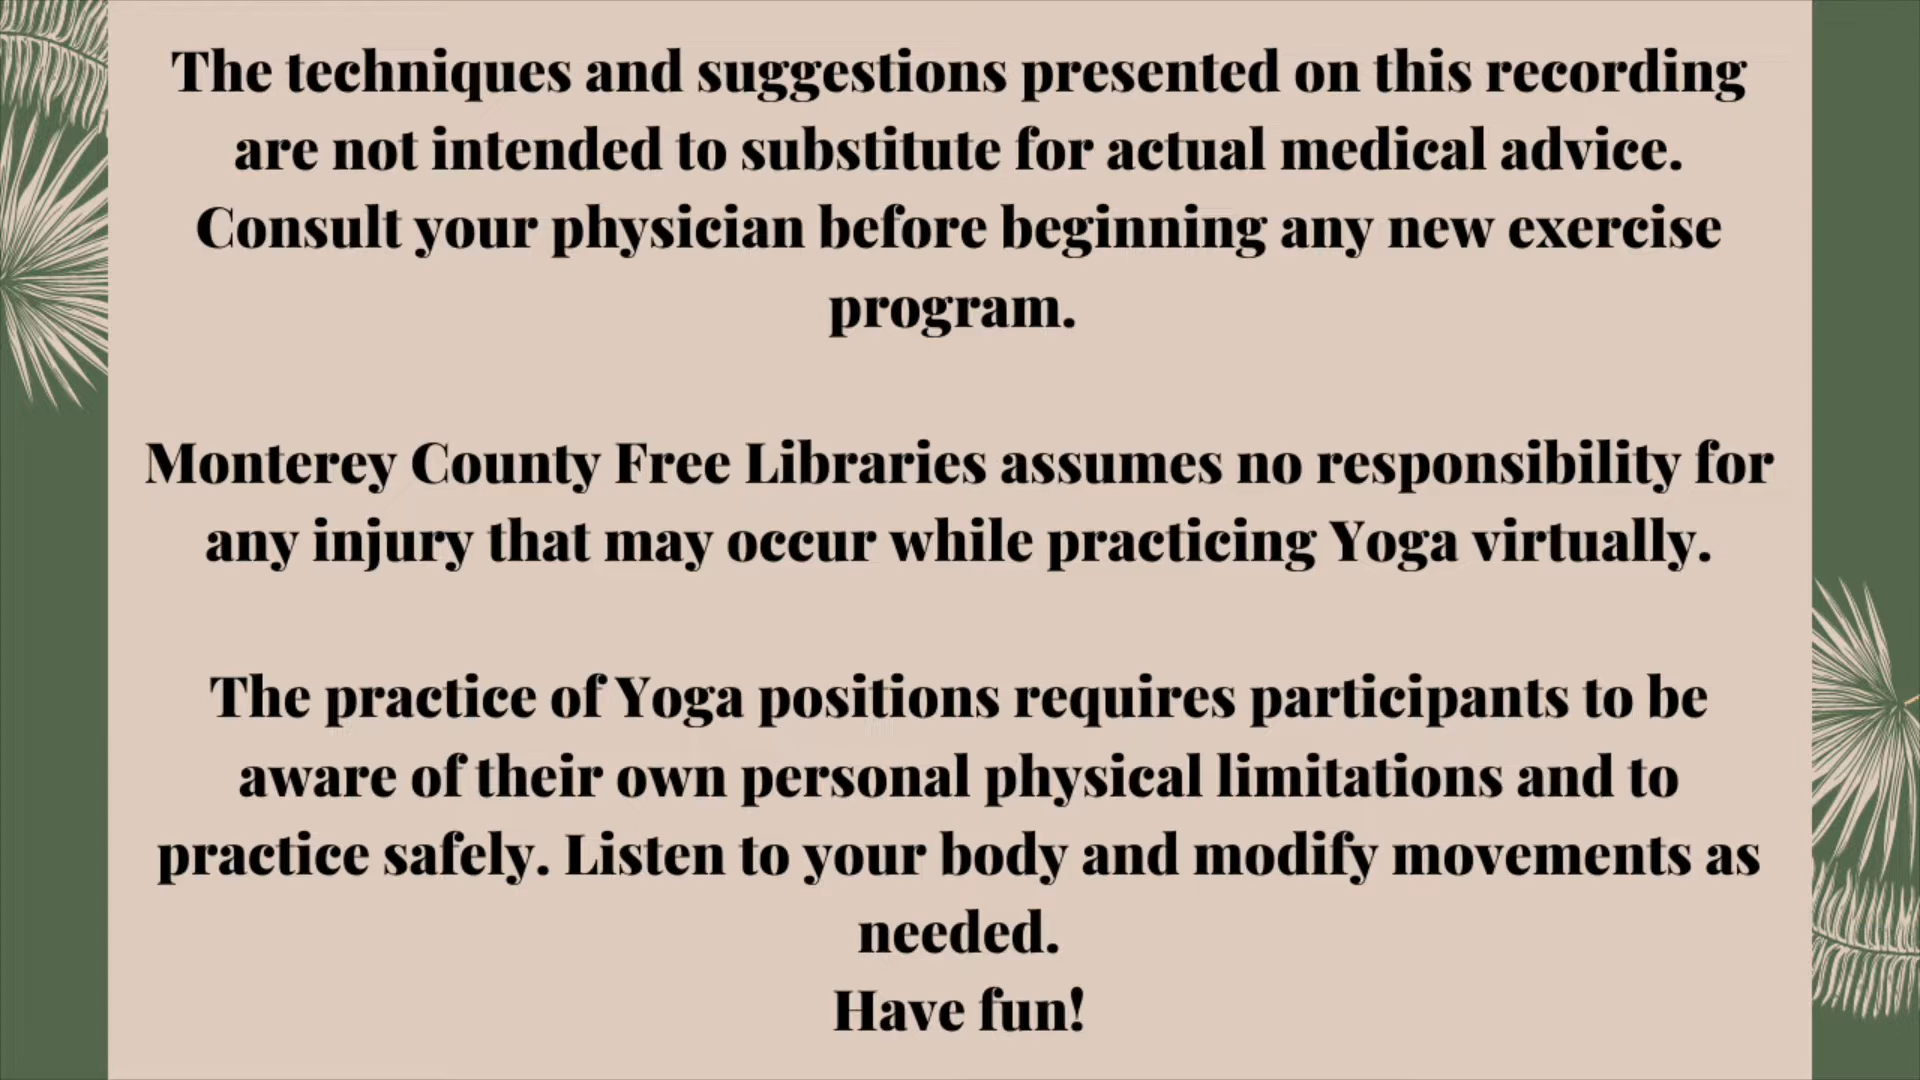 The techniques and suggestions presented on this recording
are not intended to substitute for actual medical advice.
Consult your physician before beginning any new exercise
program.
Monterey County Free Libraries assumes no responsibility for
any injury that may occur while practicing Yoga virtually.
The practice of Yoga positions requires participants to be
aware of their own personal physical limitations and to
practice safely. Listen to your body and modify movements as
needed.
Have fun!